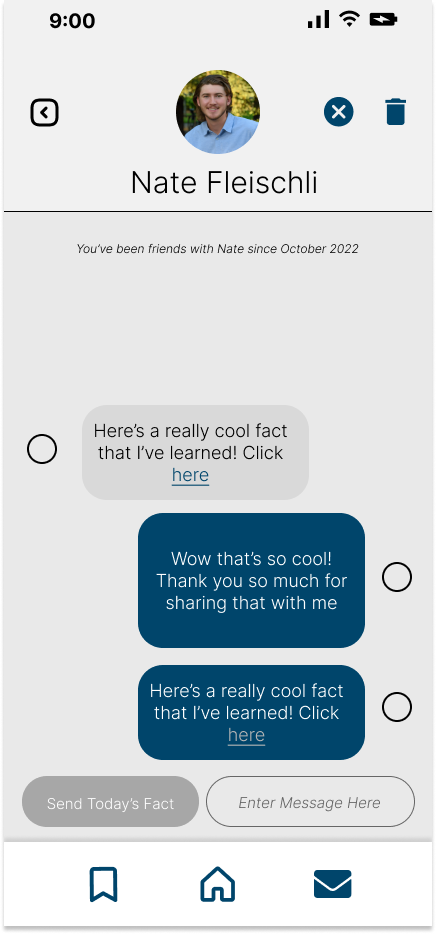 9:00
Nate Fleischli
You've been friends with Nate since October 2022
Here's a really cool fact
that I've learned! Click
here
Wow that's so cool!
Thank you so much for
sharing that with me
Here's a really cool fact
that I've learned! Click
here
Send Today's Fact
Enter Message Here